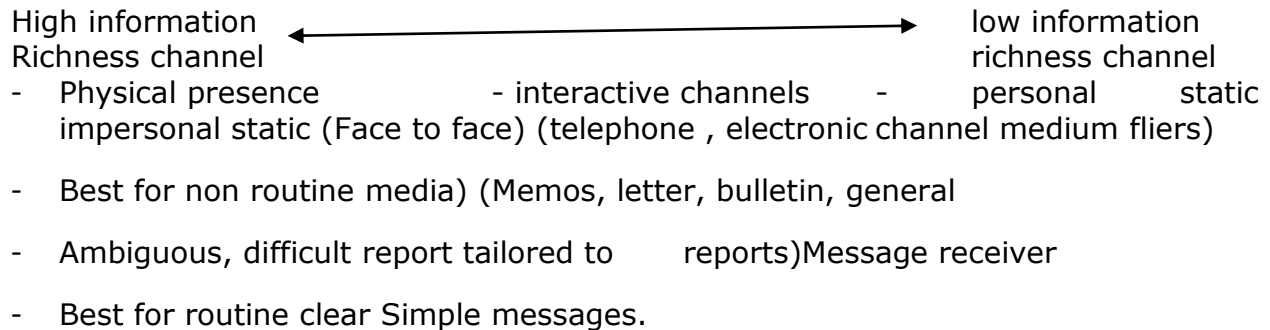 High information low information
Richness channel richness channel
- Physical presence - interactive channels - personal static
impersonal static (Face to face) (telephone , electronic channel medium fliers)
- Best for non routine media) (Memos, letter, bulletin, general
- Ambiguous, difficult report tailored to reports)Message receiver
- Best for routine clear Simple messages.